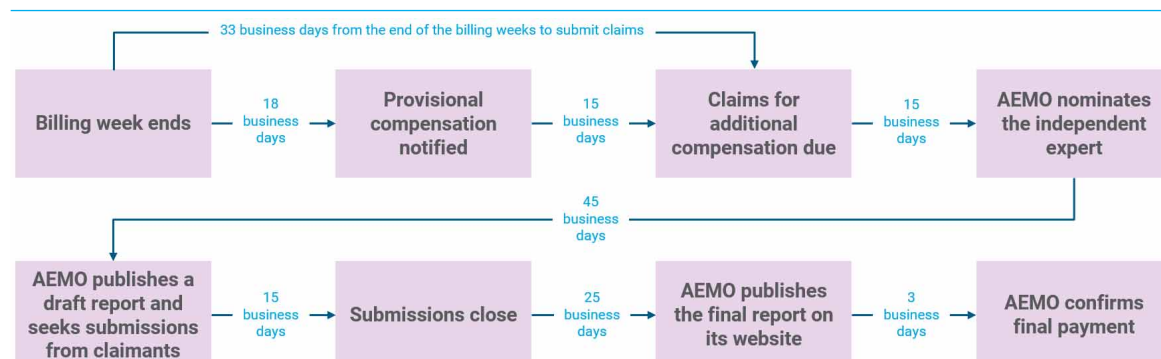 33 business days from the end of the billing weeks to submit claims
Billing week ends
18
business
days
Provisional
compensation
notified
15
business
days
Claims for
additional
compensation due
15
business
days
AEMO nominates
the independent
expert
45
business
days
AEMO publishes a
draft report and
seeks submissions
from claimants
15
business
days
Submissions close
25
business
days
AEMO publishes
the final report on
its website
3
business
days
AEMO confirms
final payment